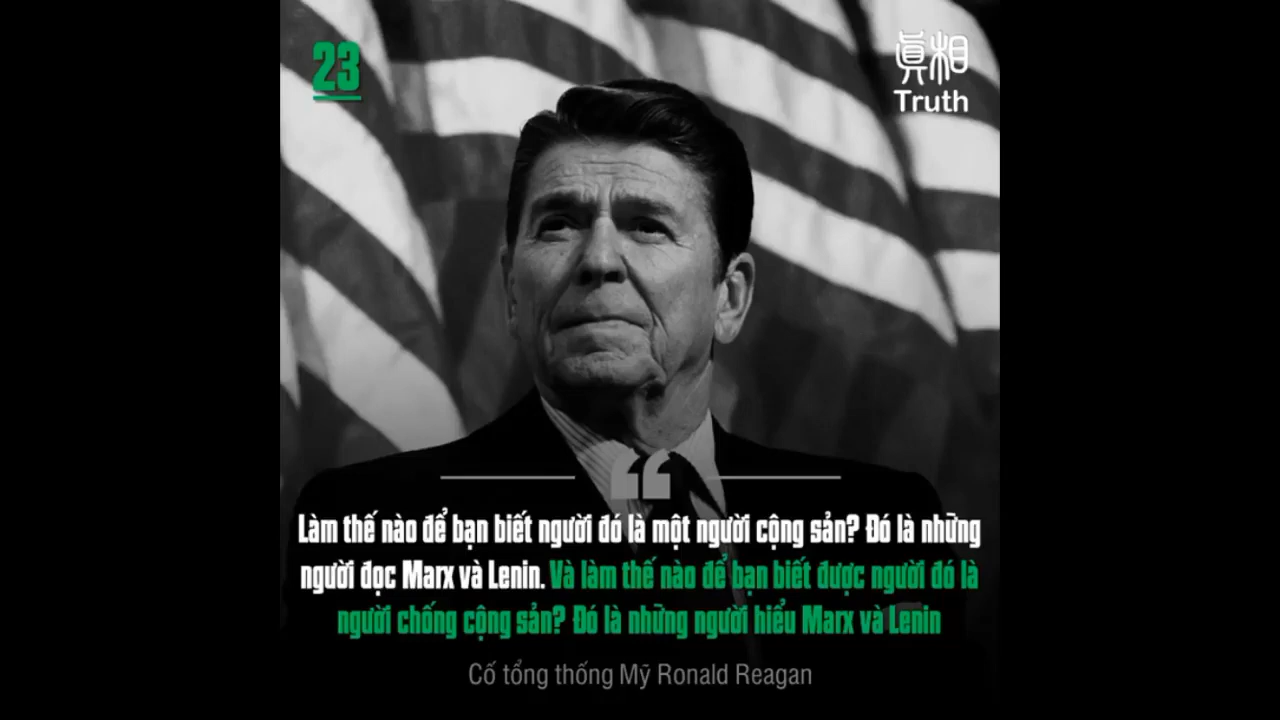 23
眞相
Truth
“
Làm thế nào để bạn biết người đó là một người cộng sản? Đó là những
người đọc Marx và Lenin. Và làm thế nào để bạn biết được người đó là
người chống cộng sản? Đó là những người hiểu Marx và Lenin
Cố tổng thống Mỹ Ronald Reagan